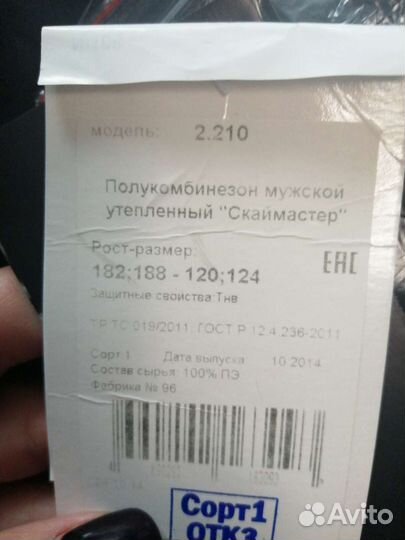 модель: 2.210
Полукомбинезон мужской
утепленный "Скаймастер"
Рост-размер:
182;188 - 120;124
EAC
Защитные свойства:Тнв
ТР ТС 019/2011, ГОСТ Р 12.4.236-2011
Сорт 1 Дата выпуска 10.2014
Состав сырья: 100% ПЭ
Фабрика № 96
Сорт1
ОТК3
Avito